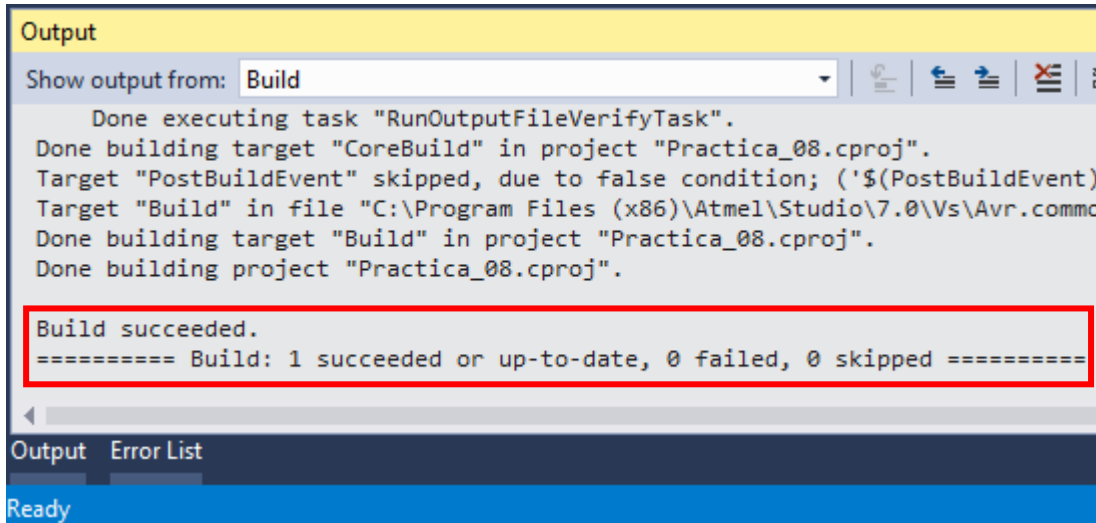 Output
Show output from: Build
Done executing task "RunOutputFileVerifyTask".
Done building target "CoreBuild" in project "Practica_08.cproj".
Target "PostBuildEvent" skipped, due to false condition; ('$(PostBuildEvent)
Target "Build" in file "C:\Program Files (x86)\Atmel\Studio\7.0\Vs\Avr.commo
Done building target "Build" in project "Practica_08.cproj".
Done building project "Practica_08.cproj".
Build succeeded.
========== Build: 1 succeeded or up-to-date, 0 failed, 0 skipped ==========
Output Error List
Ready